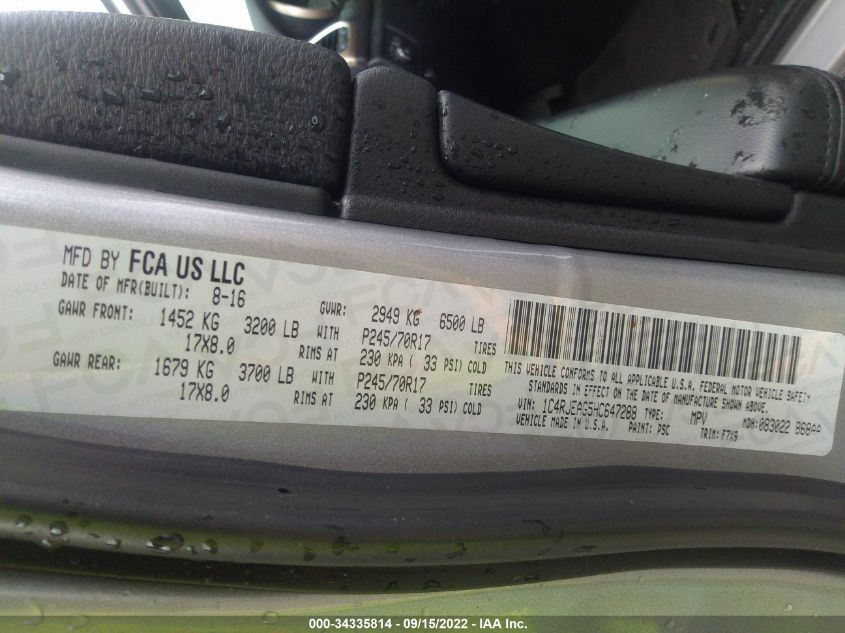 MFD BY FCA US LLC
DATE OF MFR(BUILT): 8-16 GVWR: 2949 KG 6500 LB
GAWR FRONT: 1452 KG 3200 LB WITH P245/70R17 TIRES
17X8.0 RIMS AT 230 KPA ( 33 PSI) COLD
GAWR REAR: 1679 KG 3700 LB WITH P245/70R17 TIRES
17X8.0 RIMS AT 230 KPA ( 33 PSI) COLD
THIS VEHICLE CONFORMS TO ALL APPLICABLE U.S.A. FEDERAL MOTOR VEHICLE SAFETY
STANDARDS IN EFFECT ON THE DATE OF MANUFACTURE SHOWN ABOVE.
VIN: 1C4RJEAG5HC647288 TYPE: MPV MDH: 083022 868AA
VEHICLE MADE IN U.S.A. PAINT: PSC TRIM: F7X9
000-34335814 - 09/15/2022 - IAA Inc.